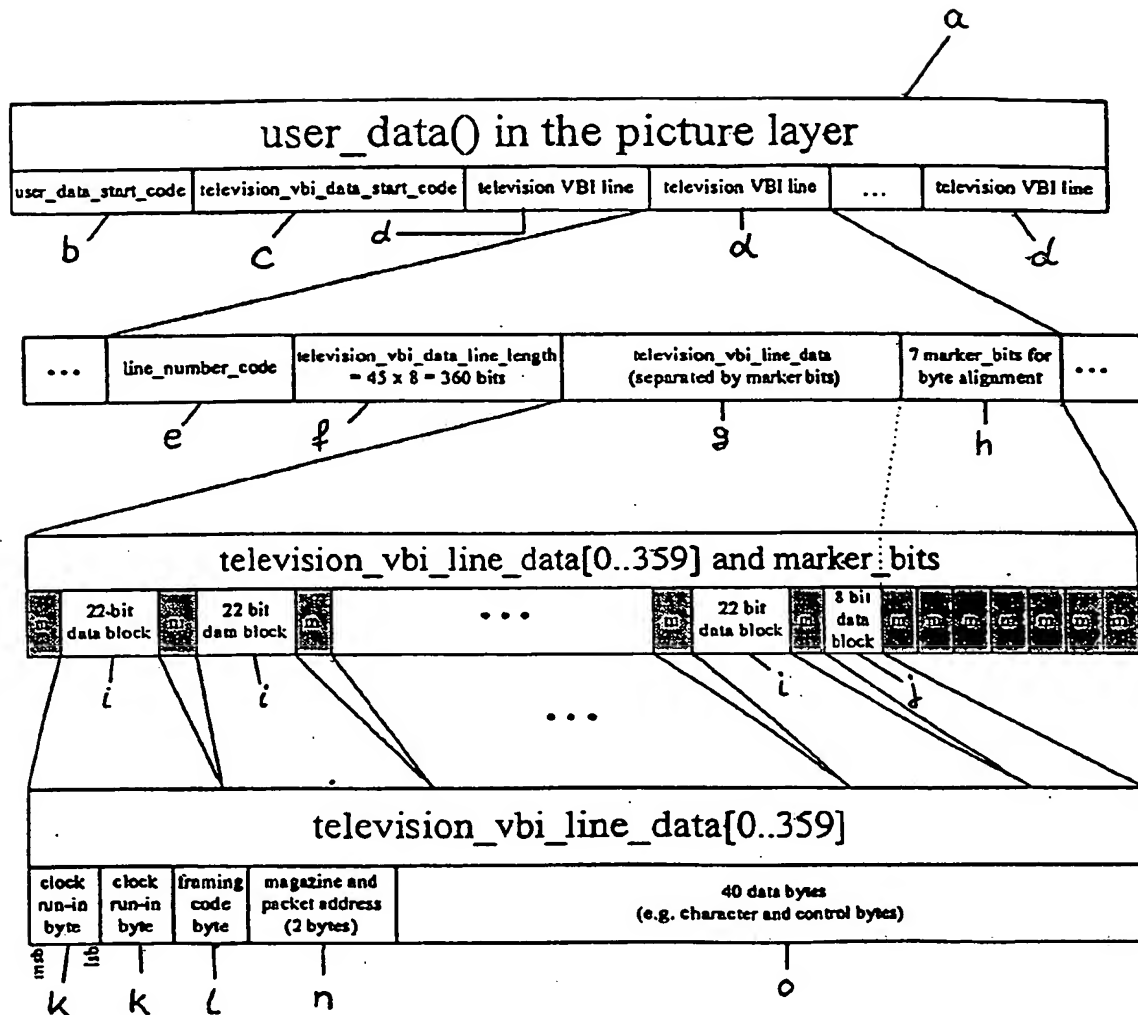 a
user_data() in the picture layer
user_data_start_code television_vbi_data_start_code television VBI line television VBI line ... television VBI line
b c d d d
... line_number_code television_vbi_data_line_length = 45 x 8 = 360 bits television_vbi_line_data (separated by marker bits) 7 marker_bits for byte alignment ...
e f g h
television_vbi_line_data[0..359] and marker_bits
m 22-bit data block m 22 bit data block m ... m 22 bit data block m 8 bit data block m m m m m m m
i i i j
...
television_vbi_line_data[0..359]
clock run-in byte clock run-in byte framing code byte magazine and packet address (2 bytes) 40 data bytes (e.g. character and control bytes)
msb lsb
k k l n o